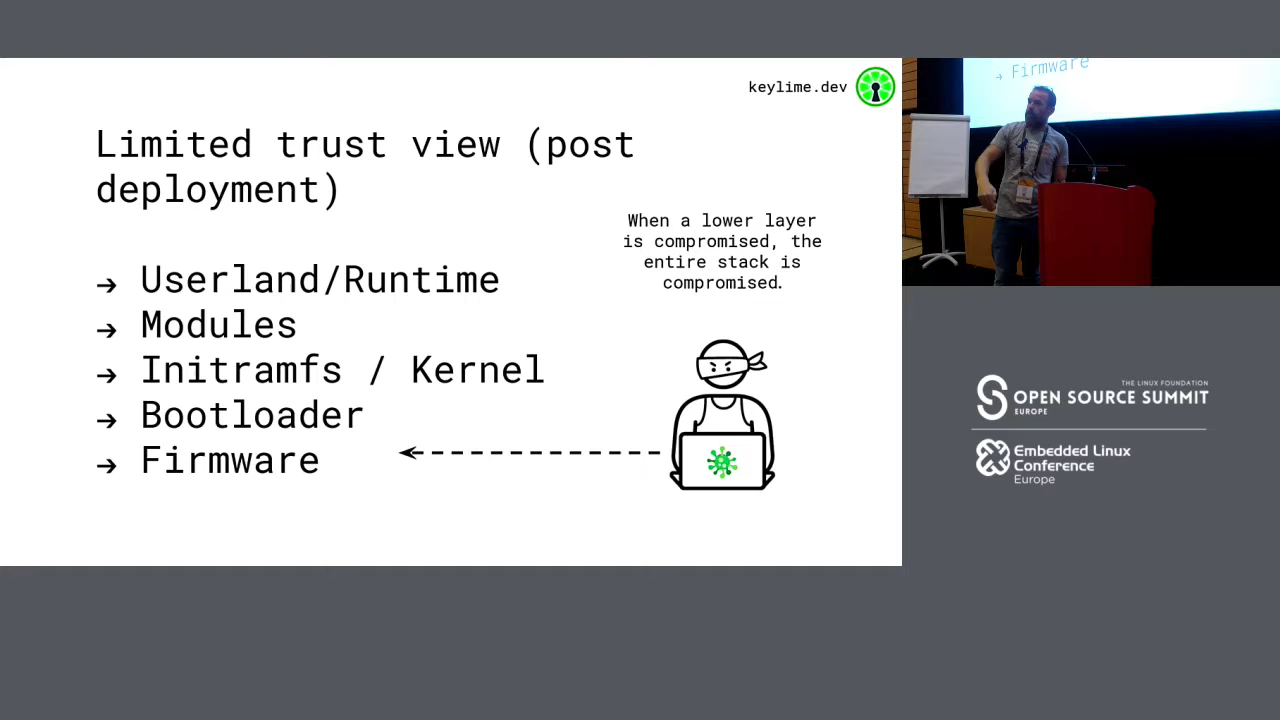 keylime.dev
Limited trust view (post
deployment)
When a lower layer
is compromised, the
entire stack is
compromised.
→ Userland/Runtime
→ Modules
→ Initramfs / Kernel
→ Bootloader
→ Firmware
→ Firmware
THE LINUX FOUNDATION
OPEN SOURCE SUMMIT
EUROPE
Embedded Linux
Conference
Europe